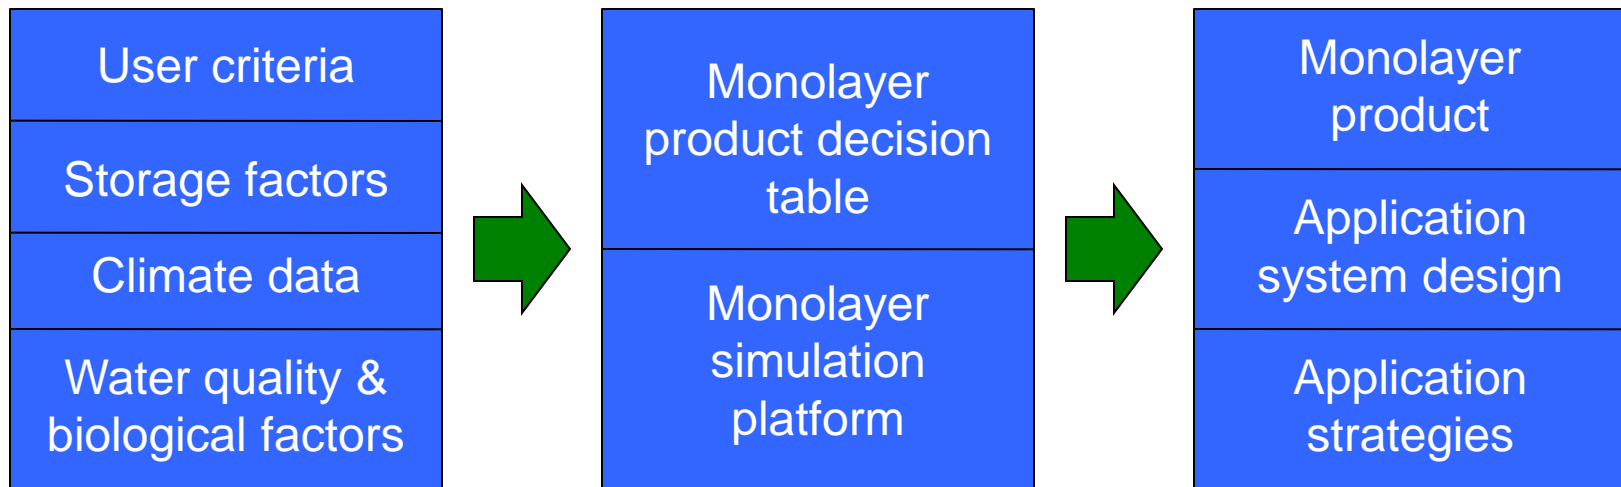 User criteria
Storage factors
Climate data
Water quality &
biological factors
Monolayer
product decision
table
Monolayer
simulation
platform
Monolayer
product
Application
system design
Application
strategies